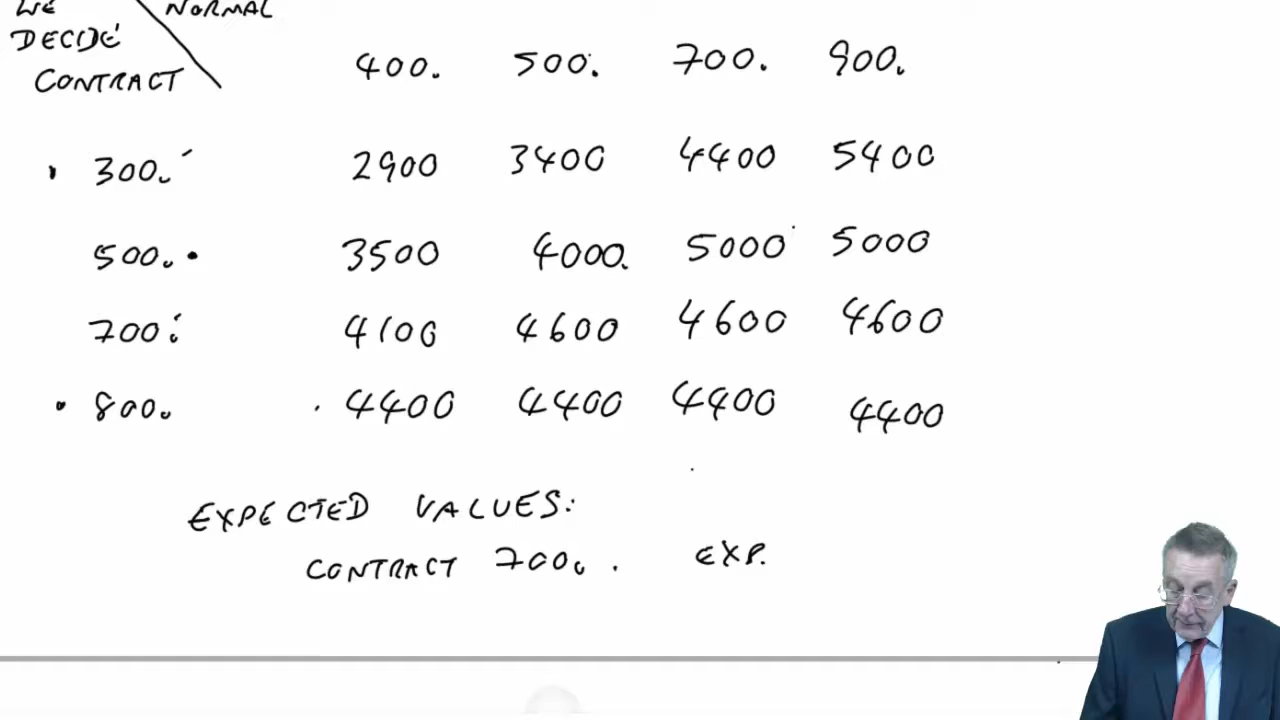 WE NORMAL
DECIDE
CONTRACT
400. 500. 700. 900.
300. 2900 3400 4400 5400
500. 3500 4000. 5000 5000
700. 4100 4600 4600 4600
800. 4400 4400 4400 4400
EXPECTED VALUES:
CONTRACT 700. EXP.